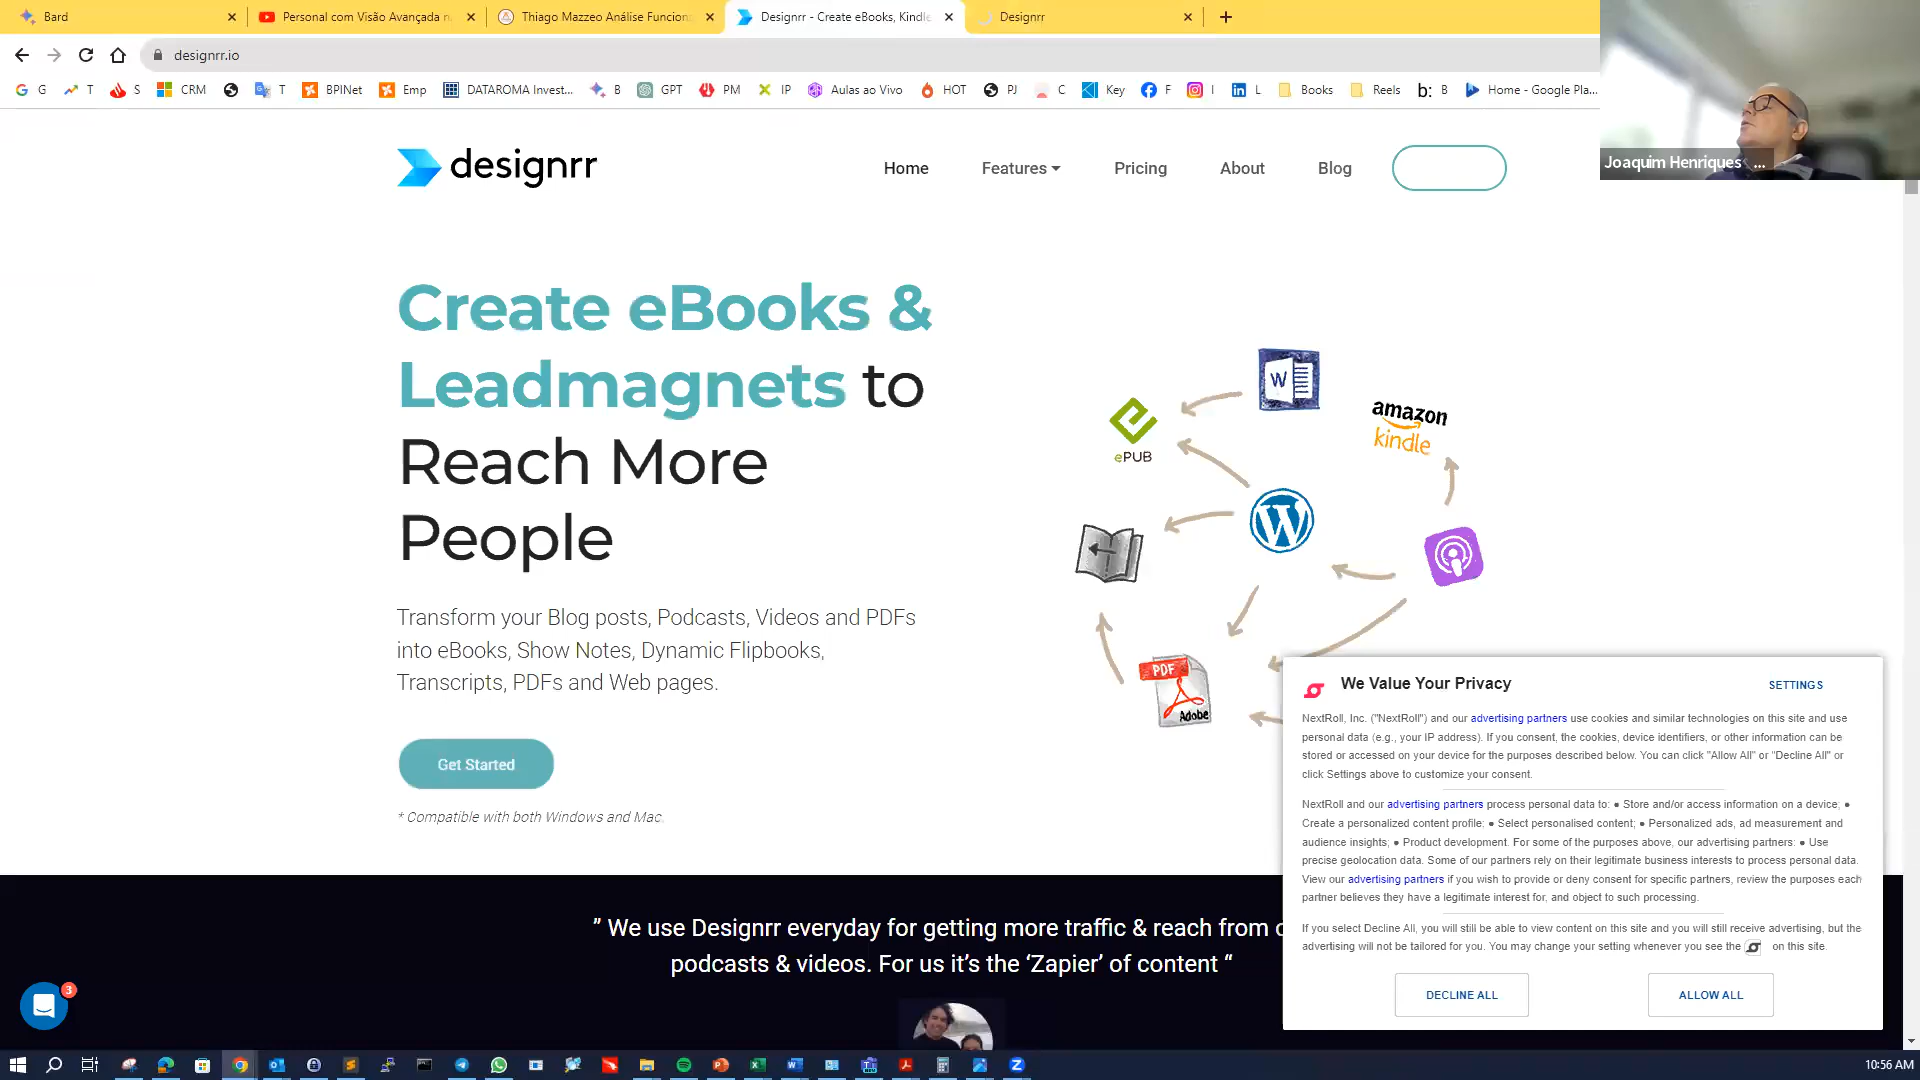 Bard
Personal com Visão Avançada n
Thiago Mazzeo Análise Funcion
Designrr - Create eBooks, Kindle
Designrr
designrr.io
G
T
S
CRM
T
BPINet
Emp
DATAROMA Invest...
B
GPT
PM
IP
Aulas ao Vivo
HOT
PJ
C
Key
F
I
L
Books
Reels
b:
B
Home - Google Pla...
Joaquim Henriques ...
designrr
Home
Features
Pricing
About
Blog
Create eBooks &
Leadmagnets to
Reach More
People
Transform your Blog posts, Podcasts, Videos and PDFs
into eBooks, Show Notes, Dynamic Flipbooks,
Transcripts, PDFs and Web pages.
Get Started
* Compatible with both Windows and Mac.
W
ePUB
amazon
kindle
PDF
Adobe
We Value Your Privacy
SETTINGS
NextRoll, Inc. ("NextRoll") and our advertising partners use cookies and similar technologies on this site and use
personal data (e.g., your IP address). If you consent, the cookies, device identifiers, or other information can be
stored or accessed on your device for the purposes described below. You can click "Allow All" or "Decline All" or
click Settings above to customize your consent.
NextRoll and our advertising partners process personal data to: ● Store and/or access information on a device; ●
Create a personalized content profile; ● Select personalised content; ● Personalized ads, ad measurement and
audience insights; ● Product development. For some of the purposes above, our advertising partners: ● Use
precise geolocation data. Some of our partners rely on their legitimate business interests to process personal data.
View our advertising partners if you wish to provide or deny consent for specific partners, review the purposes each
partner believes they have a legitimate interest for, and object to such processing.
If you select Decline All, you will still be able to view content on this site and you will still receive advertising, but the
advertising will not be tailored for you. You may change your setting whenever you see the on this site.
DECLINE ALL
ALLOW ALL
" We use Designrr everyday for getting more traffic & reach from
podcasts & videos. For us it's the 'Zapier' of content "
3
10:56 AM